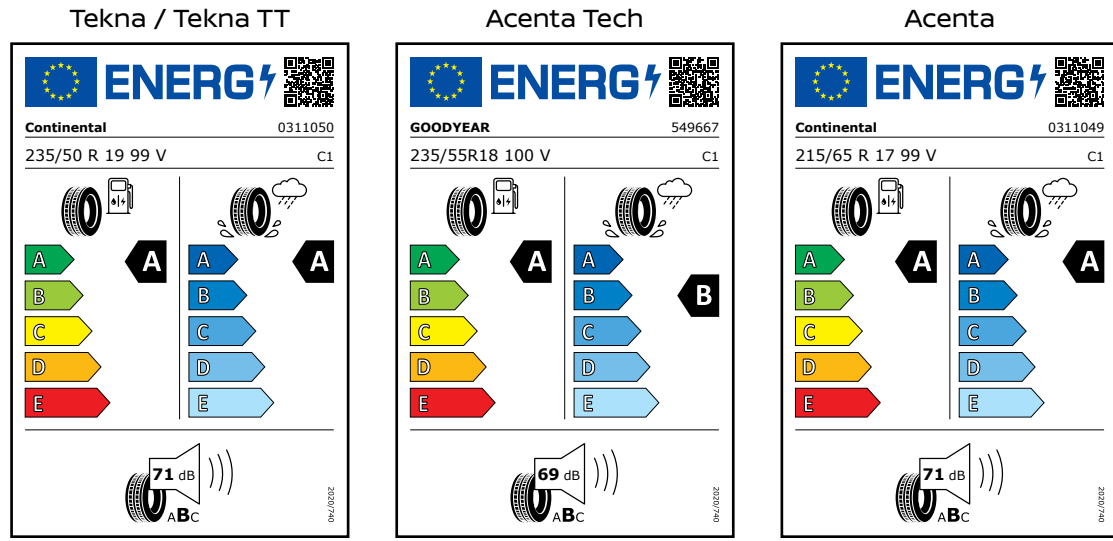 Tekna / Tekna TT
ENERG
Continental 0311050
235/50 R 19 99 V C1
A A
B
C
D
E
A A
B
C
D
E
71 dB
ABC
2020/740
Acenta Tech
ENERG
GOODYEAR 549667
235/55R18 100 V C1
A A
B
C
D
E
A
B B
C
D
E
69 dB
ABC
2020/740
Acenta
ENERG
Continental 0311049
215/65 R 17 99 V C1
A A
B
C
D
E
A A
B
C
D
E
71 dB
ABC
2020/740